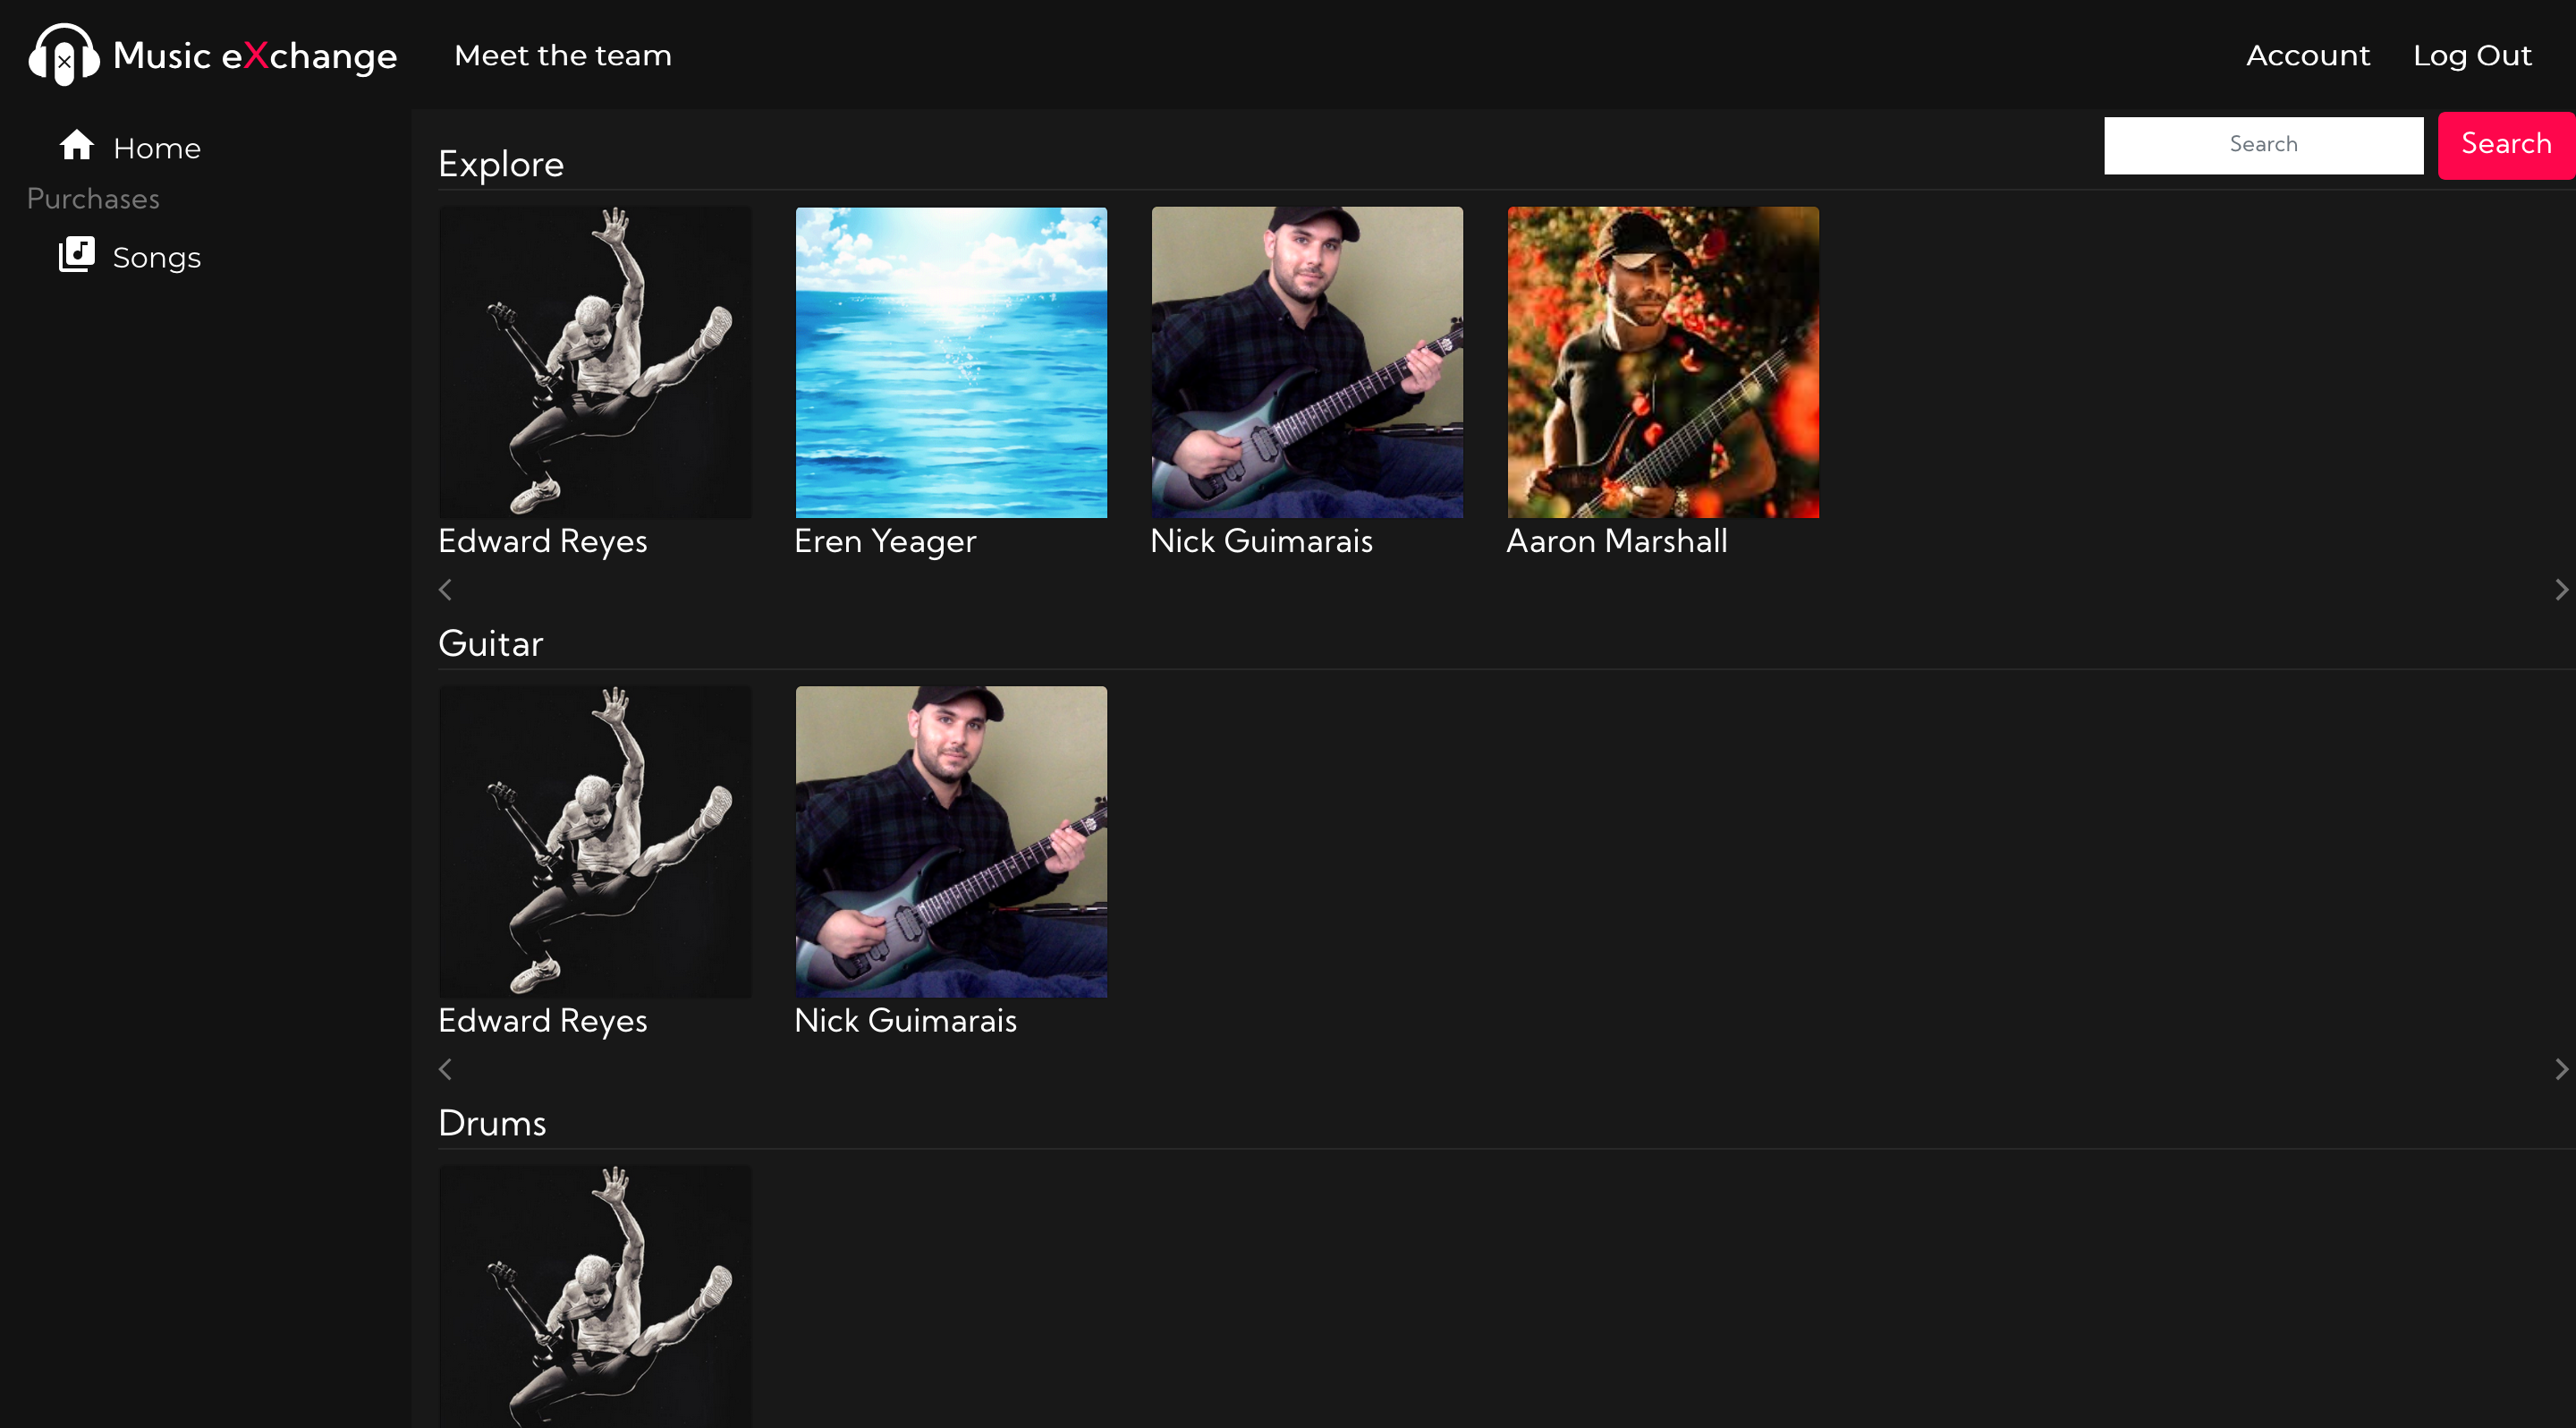 Music eXchange
Meet the team
Account
Log Out
Home
Purchases
Songs
Explore
Search
Search
Edward Reyes
Eren Yeager
Nick Guimarais
Aaron Marshall
Guitar
Edward Reyes
Nick Guimarais
Drums